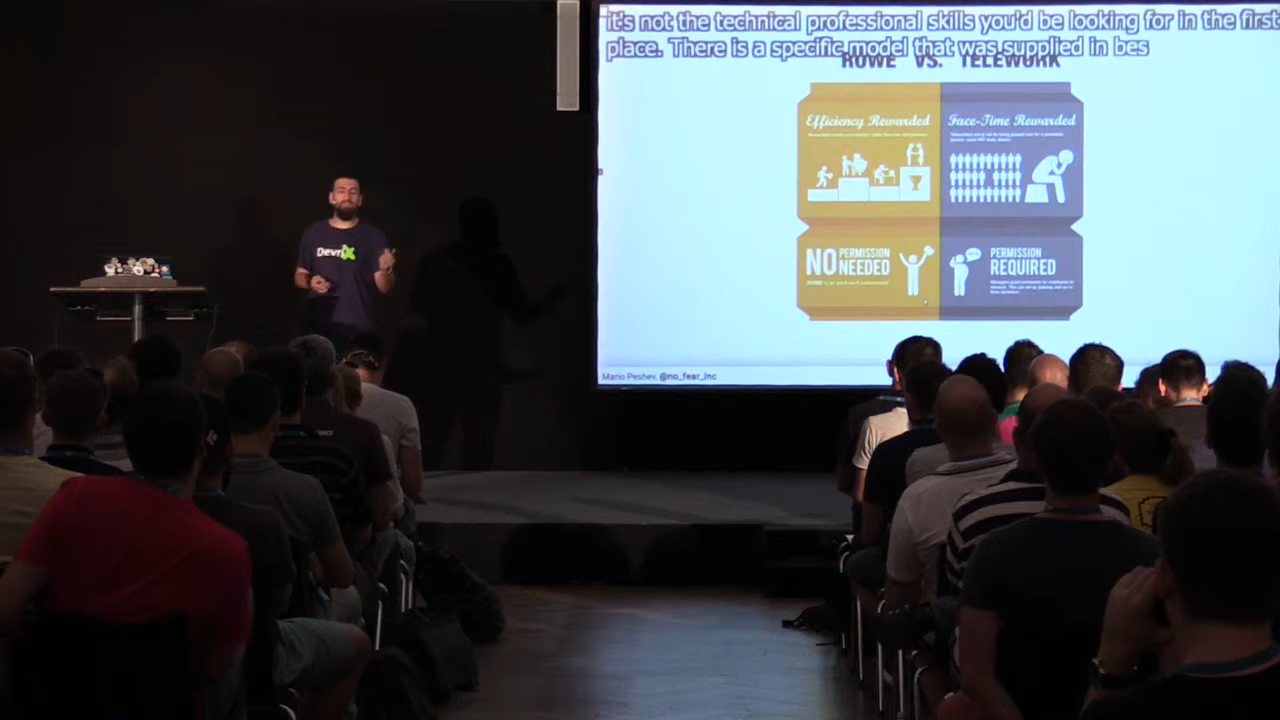 it's not the technical professional skills you'd be looking for in the first
place. There is a specific model that was supplied in bes
ROWE VS. TELEWORK
Efficiency Rewarded
Face-Time Rewarded
NO PERMISSION NEEDED
PERMISSION
REQUIRED
DevriX
Mario Peshev, @no_fear_inc